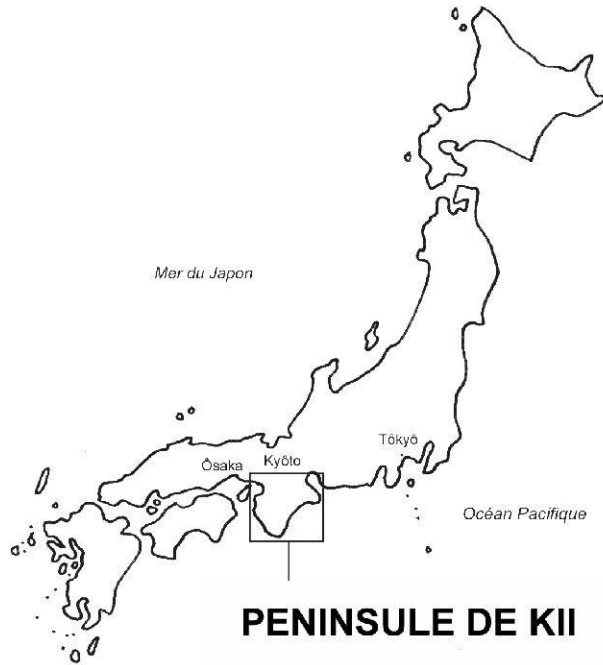 Mer du Japon
Tôkyô
Ôsaka Kyôto
Océan Pacifique
PENINSULE DE KII